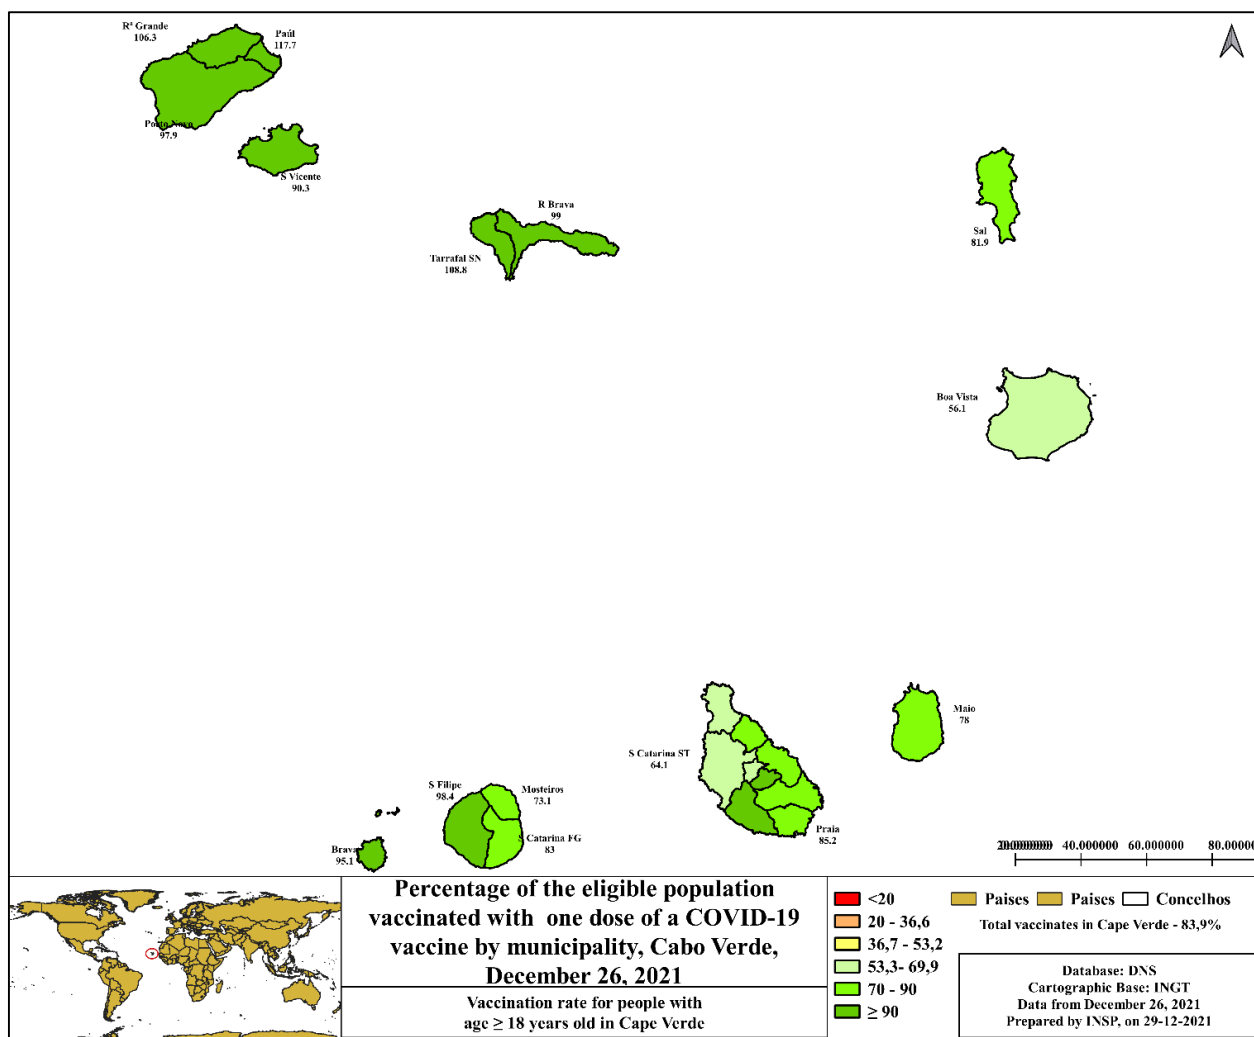 Rª Grande
106.3
Paúl
117.7
Porto Novo
97.9
S Vicente
90.3
R Brava
99
Tarrafal SN
108.8
Sal
81.9
Boa Vista
56.1
Maio
78
S Catarina ST
64.1
Praia
85.2
S Filipe
98.4
Mosteiros
73.1
Catarina FG
83
Brava
95.1
40.000000 60.000000 80.00000
Percentage of the eligible population
vaccinated with one dose of a COVID-19
vaccine by municipality, Cabo Verde,
December 26, 2021
Vaccination rate for people with
age ≥ 18 years old in Cape Verde
<20
20 - 36,6
36,7 - 53,2
53,3- 69,9
70 - 90
≥ 90
Paises Paises Concelhos
Total vaccinates in Cape Verde - 83,9%
Database: DNS
Cartographic Base: INGT
Data from December 26, 2021
Prepared by INSP, on 29-12-2021